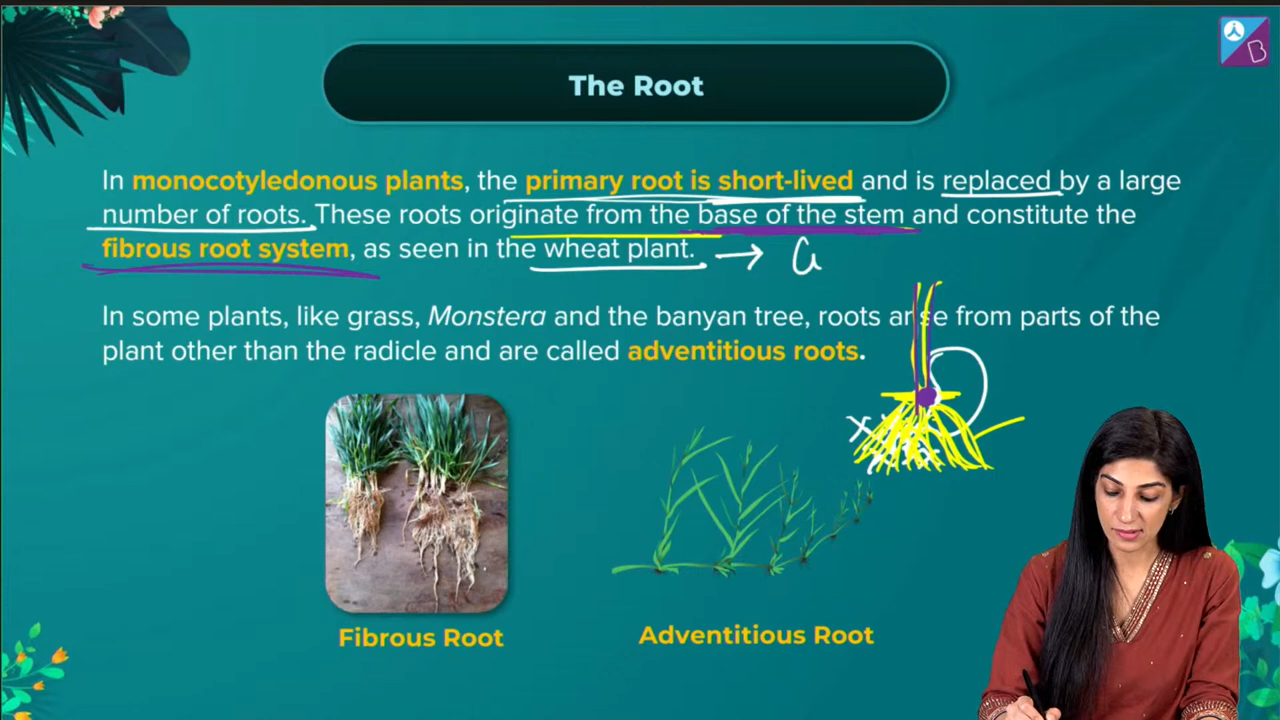 The Root
In monocotyledonous plants, the primary root is short-lived and is replaced by a large
number of roots. These roots originate from the base of the stem and constitute the
fibrous root system, as seen in the wheat plant. → G
In some plants, like grass, Monstera and the banyan tree, roots arise from parts of the
plant other than the radicle and are called adventitious roots.
Fibrous Root
Adventitious Root
B